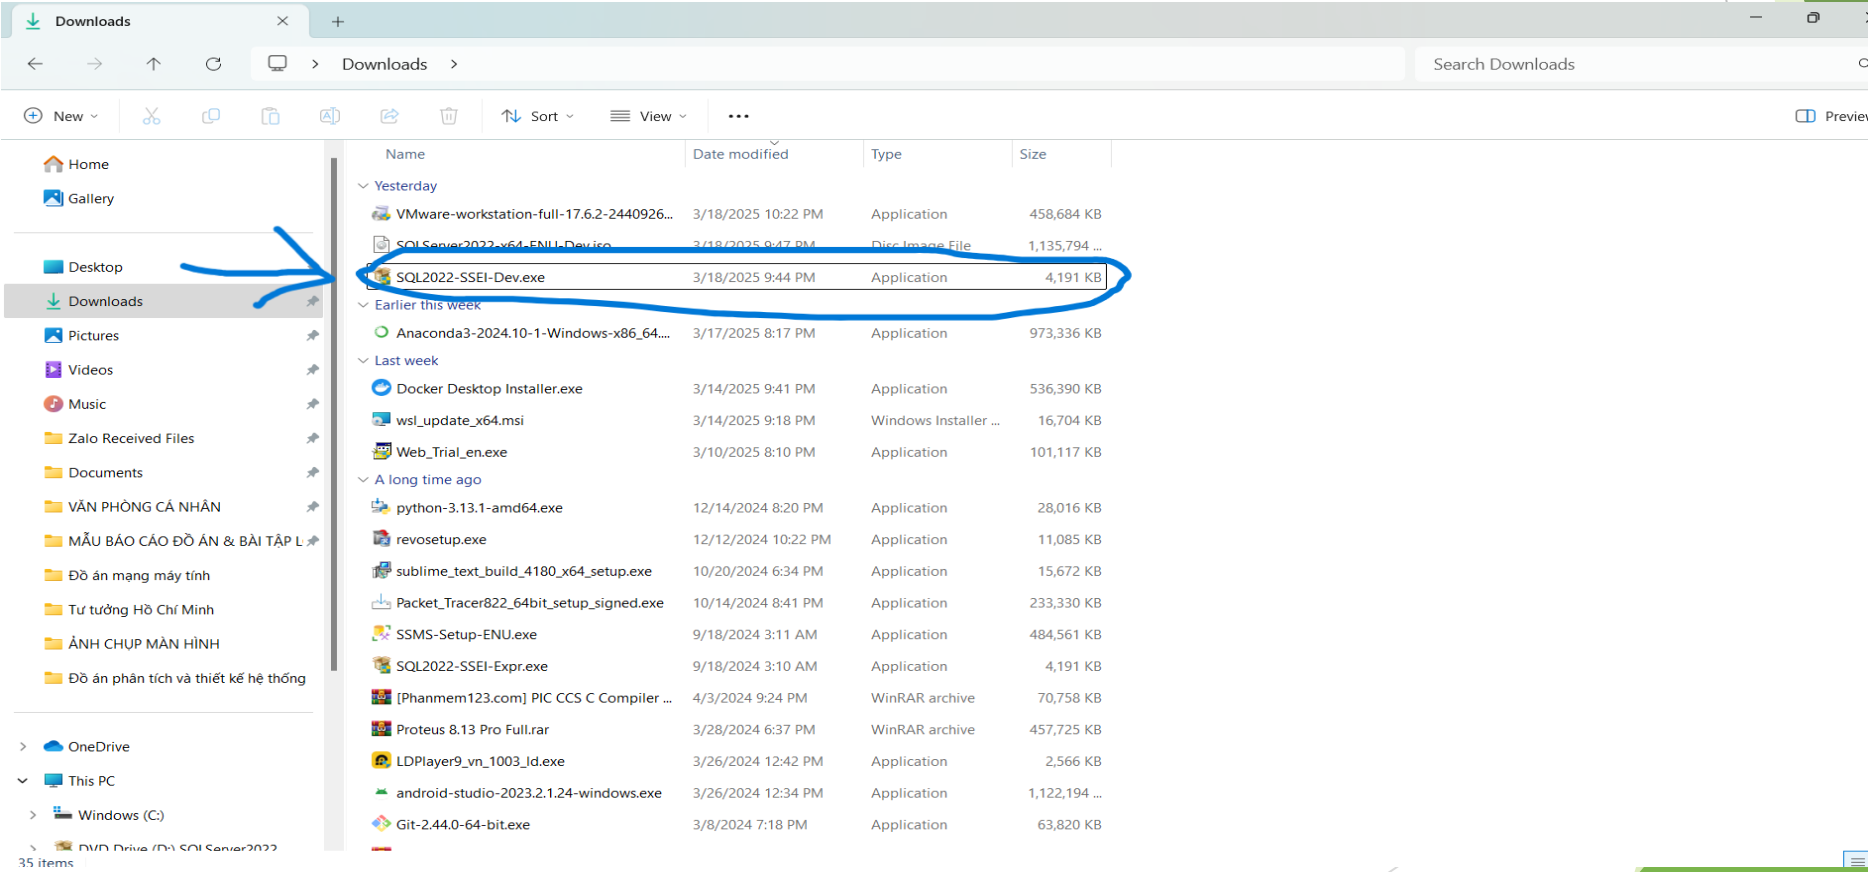 Downloads
Downloads
Search Downloads
New
Sort
View
Preview
Name Date modified Type Size
Home
Gallery
Desktop
Downloads
Pictures
Videos
Music
Zalo Received Files
Documents
VĂN PHÒNG CÁ NHÂN
MẪU BÁO CÁO ĐỒ ÁN & BÀI TẬP L
Đồ án mạng máy tính
Tư tưởng Hồ Chí Minh
ẢNH CHỤP MÀN HÌNH
Đồ án phân tích và thiết kế hệ thống
OneDrive
This PC
Windows (C:)
DVD Drive (D:) SQLServer2022
35 items
Yesterday
VMware-workstation-full-17.6.2-2440926... 3/18/2025 10:22 PM Application 458,684 KB
SQLServer2022-x64-ENU-Dev.iso 3/18/2025 9:47 PM Disc Image File 1,135,794 ...
SQL2022-SSEI-Dev.exe 3/18/2025 9:44 PM Application 4,191 KB
Earlier this week
Anaconda3-2024.10-1-Windows-x86_64.... 3/17/2025 8:17 PM Application 973,336 KB
Last week
Docker Desktop Installer.exe 3/14/2025 9:41 PM Application 536,390 KB
wsl_update_x64.msi 3/14/2025 9:18 PM Windows Installer ... 16,704 KB
Web_Trial_en.exe 3/10/2025 8:10 PM Application 101,117 KB
A long time ago
python-3.13.1-amd64.exe 12/14/2024 8:20 PM Application 28,016 KB
revosetup.exe 12/12/2024 10:22 PM Application 11,085 KB
sublime_text_build_4180_x64_setup.exe 10/20/2024 6:34 PM Application 15,672 KB
Packet_Tracer822_64bit_setup_signed.exe 10/14/2024 8:41 PM Application 233,330 KB
SSMS-Setup-ENU.exe 9/18/2024 3:11 AM Application 484,561 KB
SQL2022-SSEI-Expr.exe 9/18/2024 3:10 AM Application 4,191 KB
[Phanmem123.com] PIC CCS C Compiler ... 4/3/2024 9:24 PM WinRAR archive 70,758 KB
Proteus 8.13 Pro Full.rar 3/28/2024 6:37 PM WinRAR archive 457,725 KB
LDPlayer9_vn_1003_ld.exe 3/26/2024 12:42 PM Application 2,566 KB
android-studio-2023.2.1.24-windows.exe 3/26/2024 12:34 PM Application 1,122,194 ...
Git-2.44.0-64-bit.exe 3/8/2024 7:18 PM Application 63,820 KB